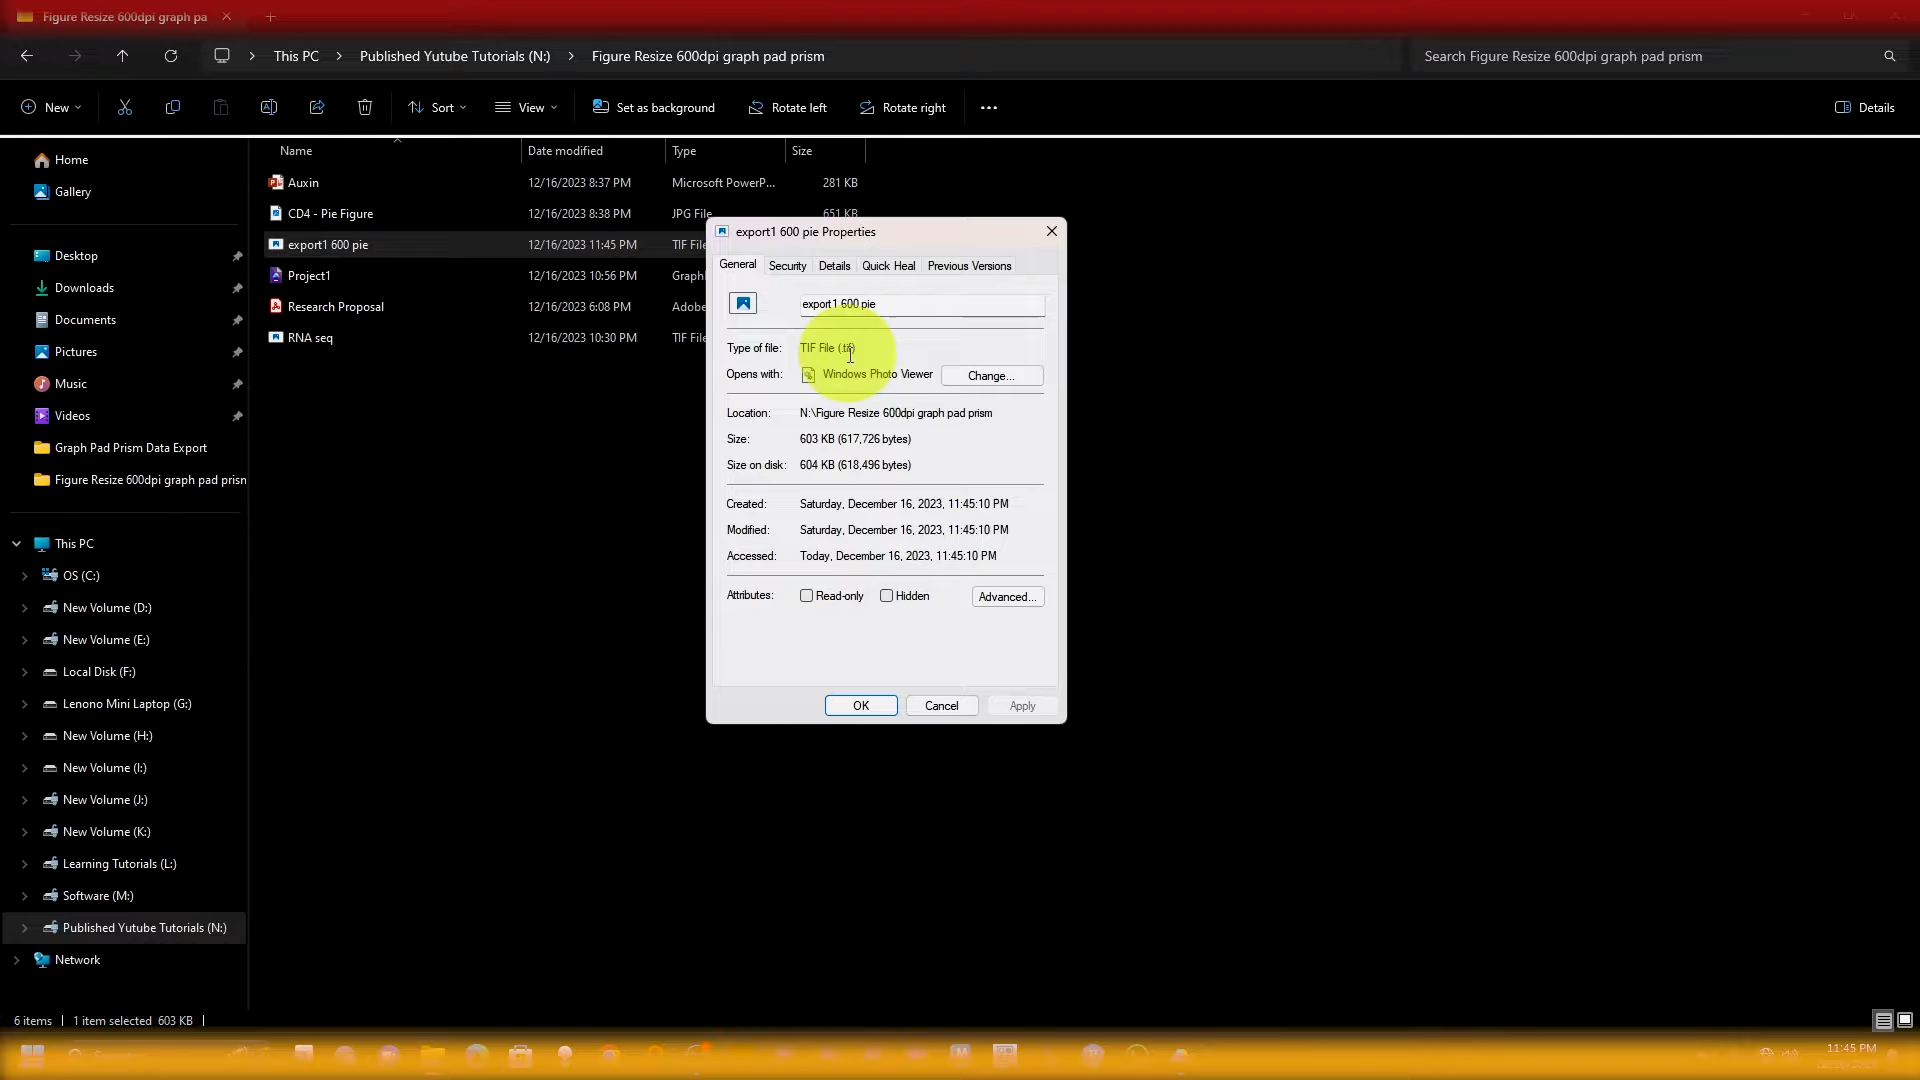 Figure Resize 600dpi graph pa
This PC
Published Yutube Tutorials (N:)
Figure Resize 600dpi graph pad prism
Search Figure Resize 600dpi graph pad prism
New
Sort
View
Set as background
Rotate left
Rotate right
Details
Home
Gallery
Desktop
Downloads
Documents
Pictures
Music
Videos
Graph Pad Prism Data Export
Figure Resize 600dpi graph pad prism
This PC
OS (C:)
New Volume (D:)
New Volume (E:)
Local Disk (F:)
Lenono Mini Laptop (G:)
New Volume (H:)
New Volume (I:)
New Volume (J:)
New Volume (K:)
Learning Tutorials (L:)
Software (M:)
Published Yutube Tutorials (N:)
Network
Name Date modified Type Size
Auxin 12/16/2023 8:37 PM Microsoft PowerP... 281 KB
CD4 - Pie Figure 12/16/2023 8:38 PM JPG File 651 KB
export1 600 pie 12/16/2023 11:45 PM TIF File
Project1 12/16/2023 10:56 PM Graph
Research Proposal 12/16/2023 6:08 PM Adobe
RNA seq 12/16/2023 10:30 PM TIF File
export1 600 pie Properties
General Security Details Quick Heal Previous Versions
export1 600 pie
Type of file: TIF File (.tif)
Opens with: Windows Photo Viewer Change...
Location: N:\Figure Resize 600dpi graph pad prism
Size: 603 KB (617,726 bytes)
Size on disk: 604 KB (618,496 bytes)
Created: Saturday, December 16, 2023, 11:45:10 PM
Modified: Saturday, December 16, 2023, 11:45:10 PM
Accessed: Today, December 16, 2023, 11:45:10 PM
Attributes: Read-only Hidden Advanced...
OK Cancel Apply
6 items 1 item selected 603 KB
11:45 PM